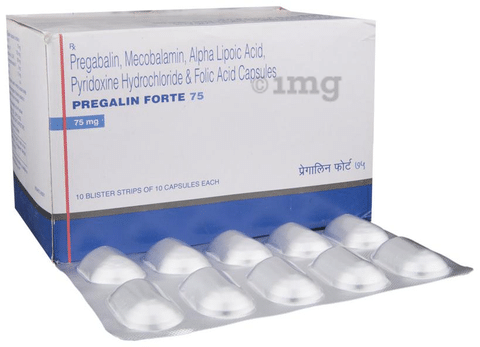 Rx
Pregabalin, Mecobalamin, Alpha Lipoic Acid,
Pyridoxine Hydrochloride & Folic Acid Capsules
PREGALIN FORTE 75
75 mg
10 BLISTER STRIPS OF 10 CAPSULES EACH
प्रेगालिन फोर्ट ७५
1mg